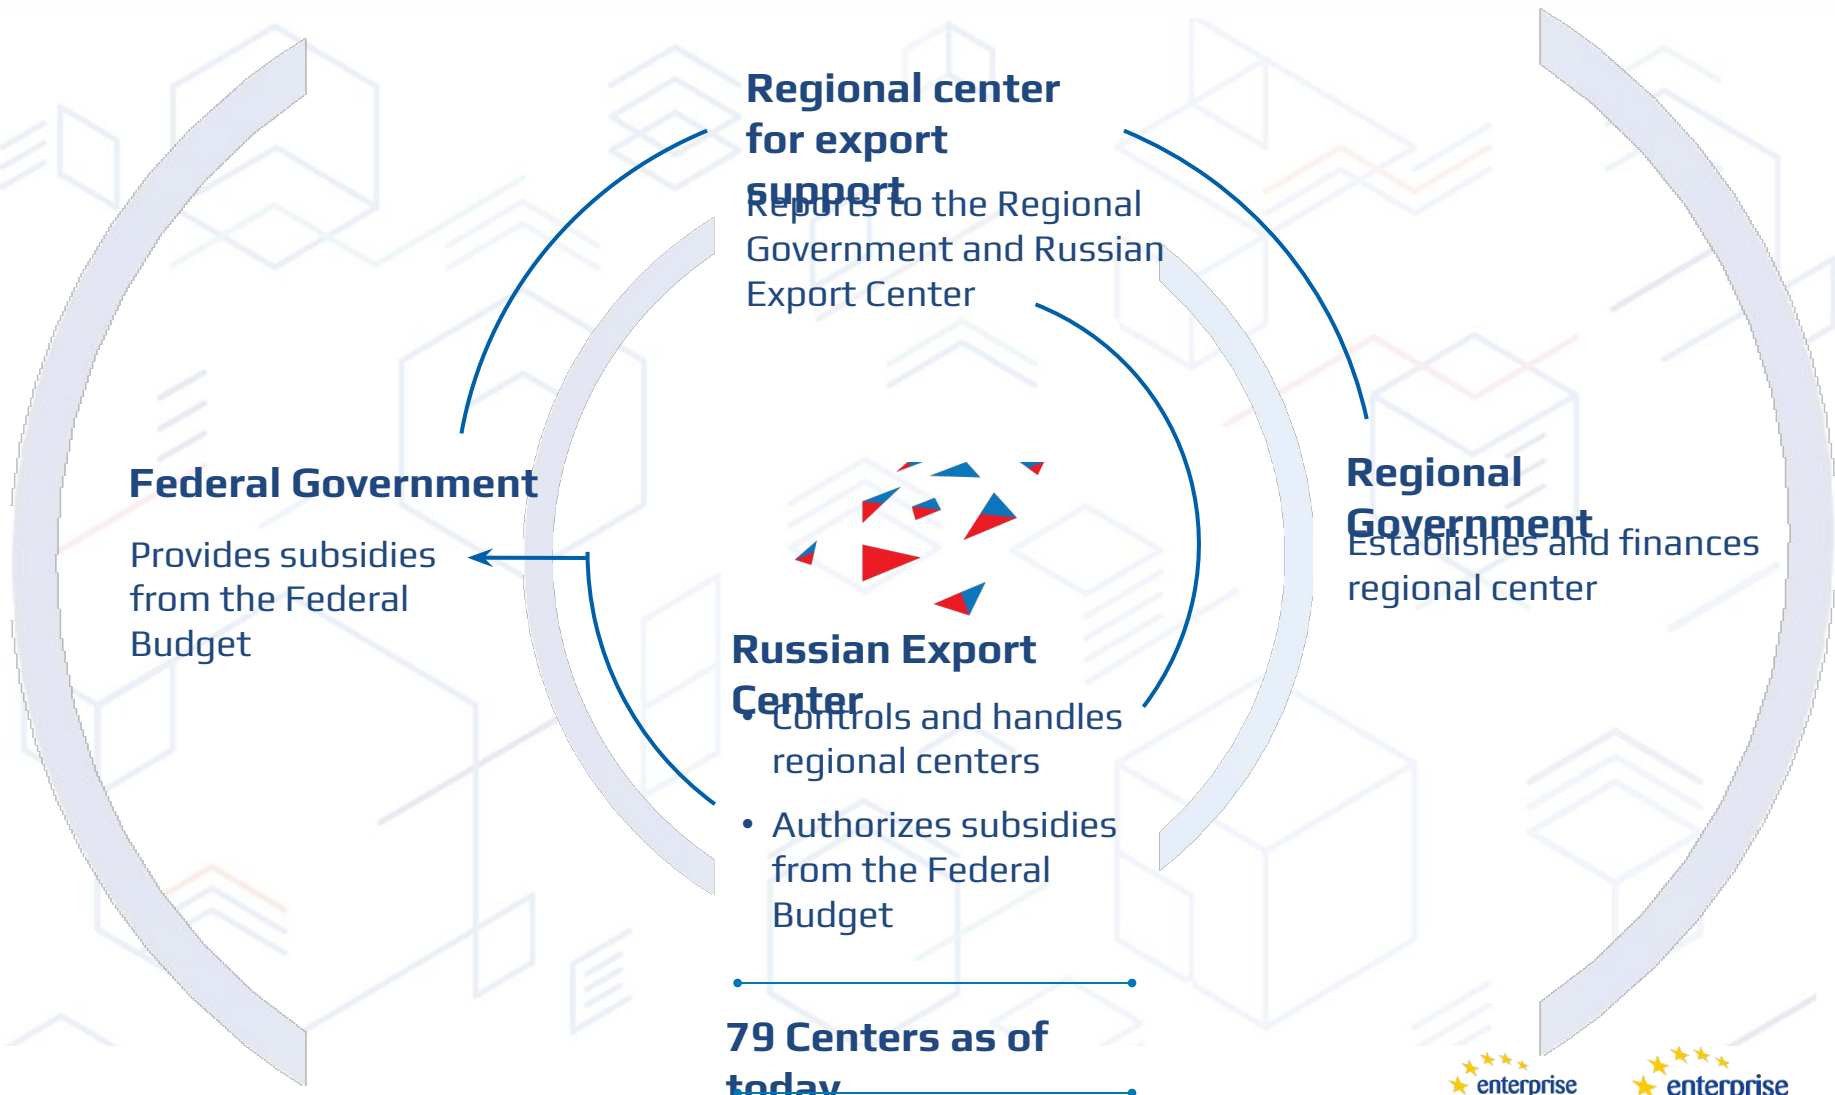 Regional center
for export
support
Reports to the Regional
Government and Russian
Export Center
Federal Government
Provides subsidies
from the Federal
Budget
Regional
Government
Establishes and finances
regional center
Russian Export
Center
• Controls and handles
regional centers
• Authorizes subsidies
from the Federal
Budget
79 Centers as of
today
enterprise
enterprise